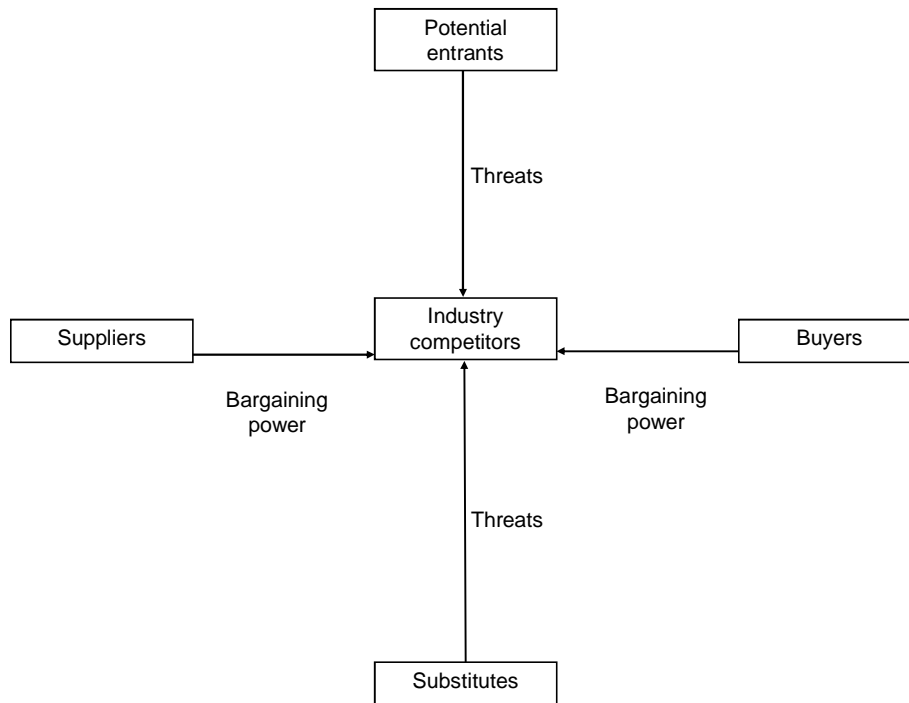 Potential
entrants
Threats
Suppliers
Industry
competitors
Buyers
Bargaining
power
Bargaining
power
Threats
Substitutes